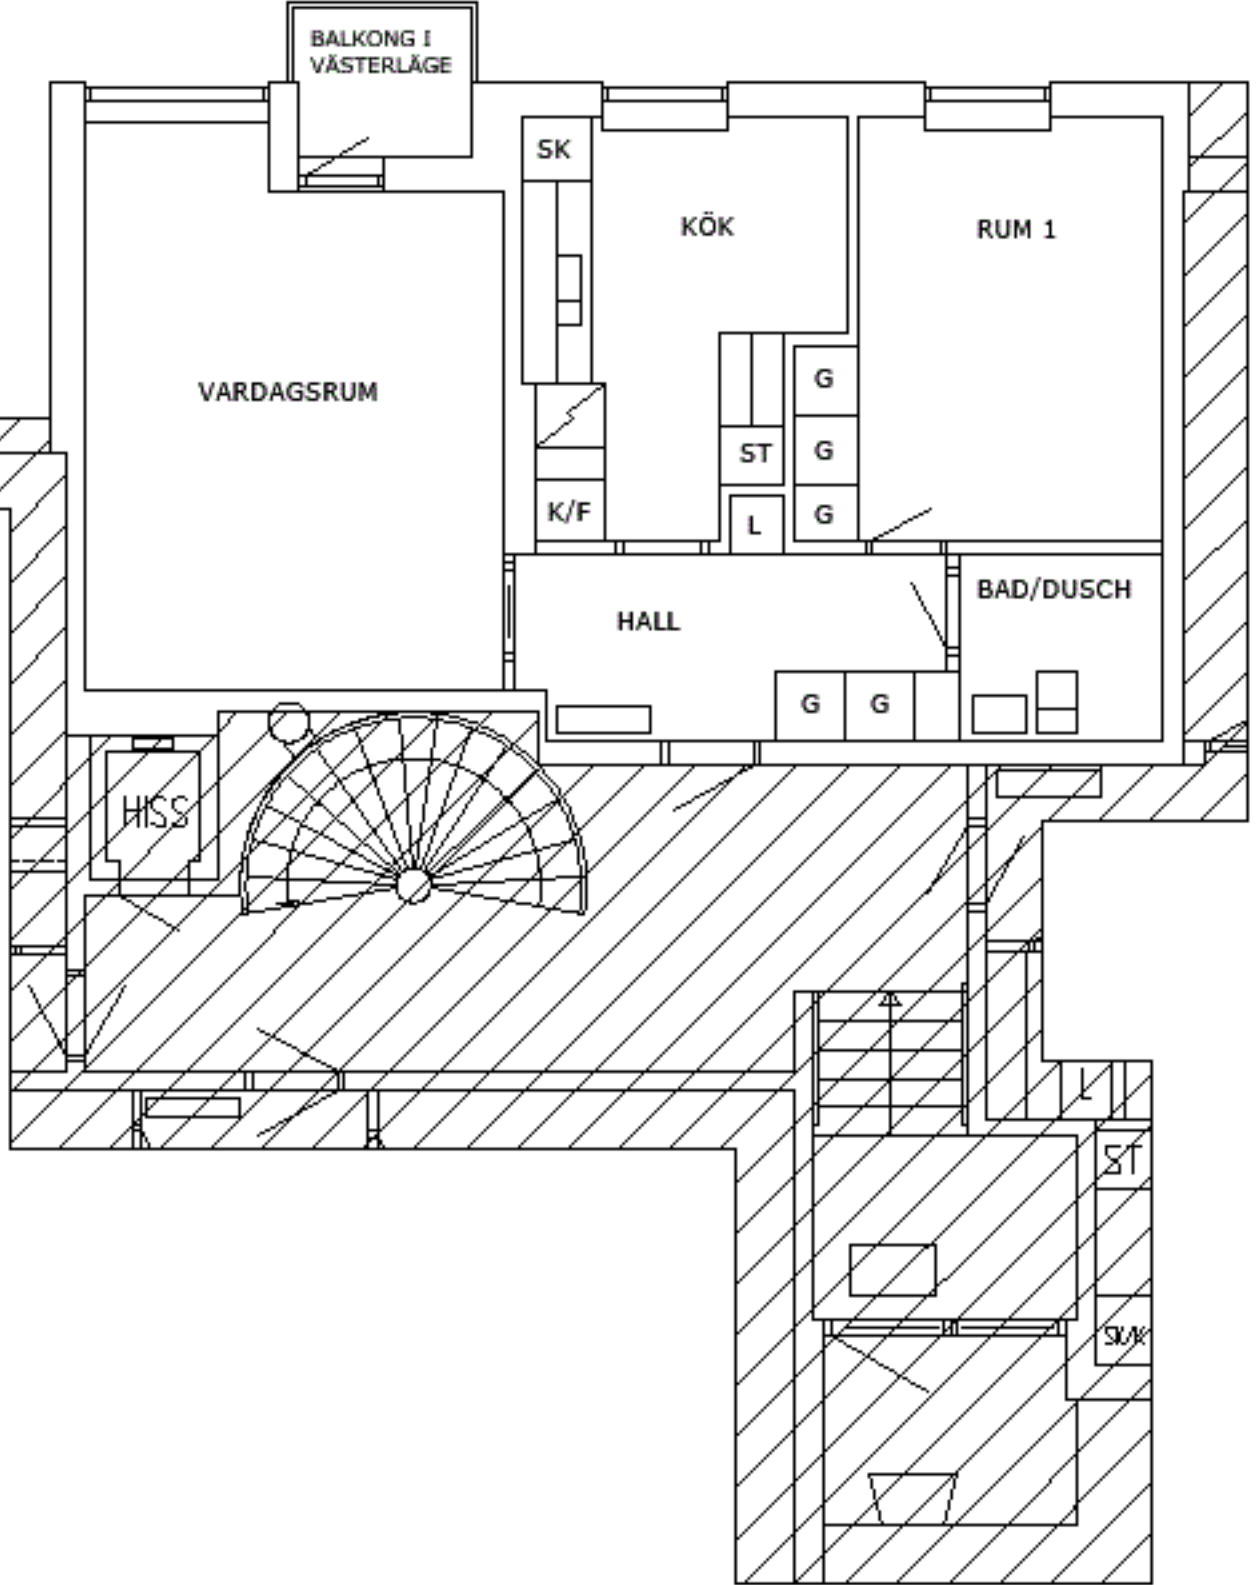 BALKONG I
VÄSTERLÄGE
SK
KÖK
RUM 1
VARDAGSRUM
G
ST
G
K/F
L
G
HALL
BAD/DUSCH
G
G
HISS
L
ST
SK/K